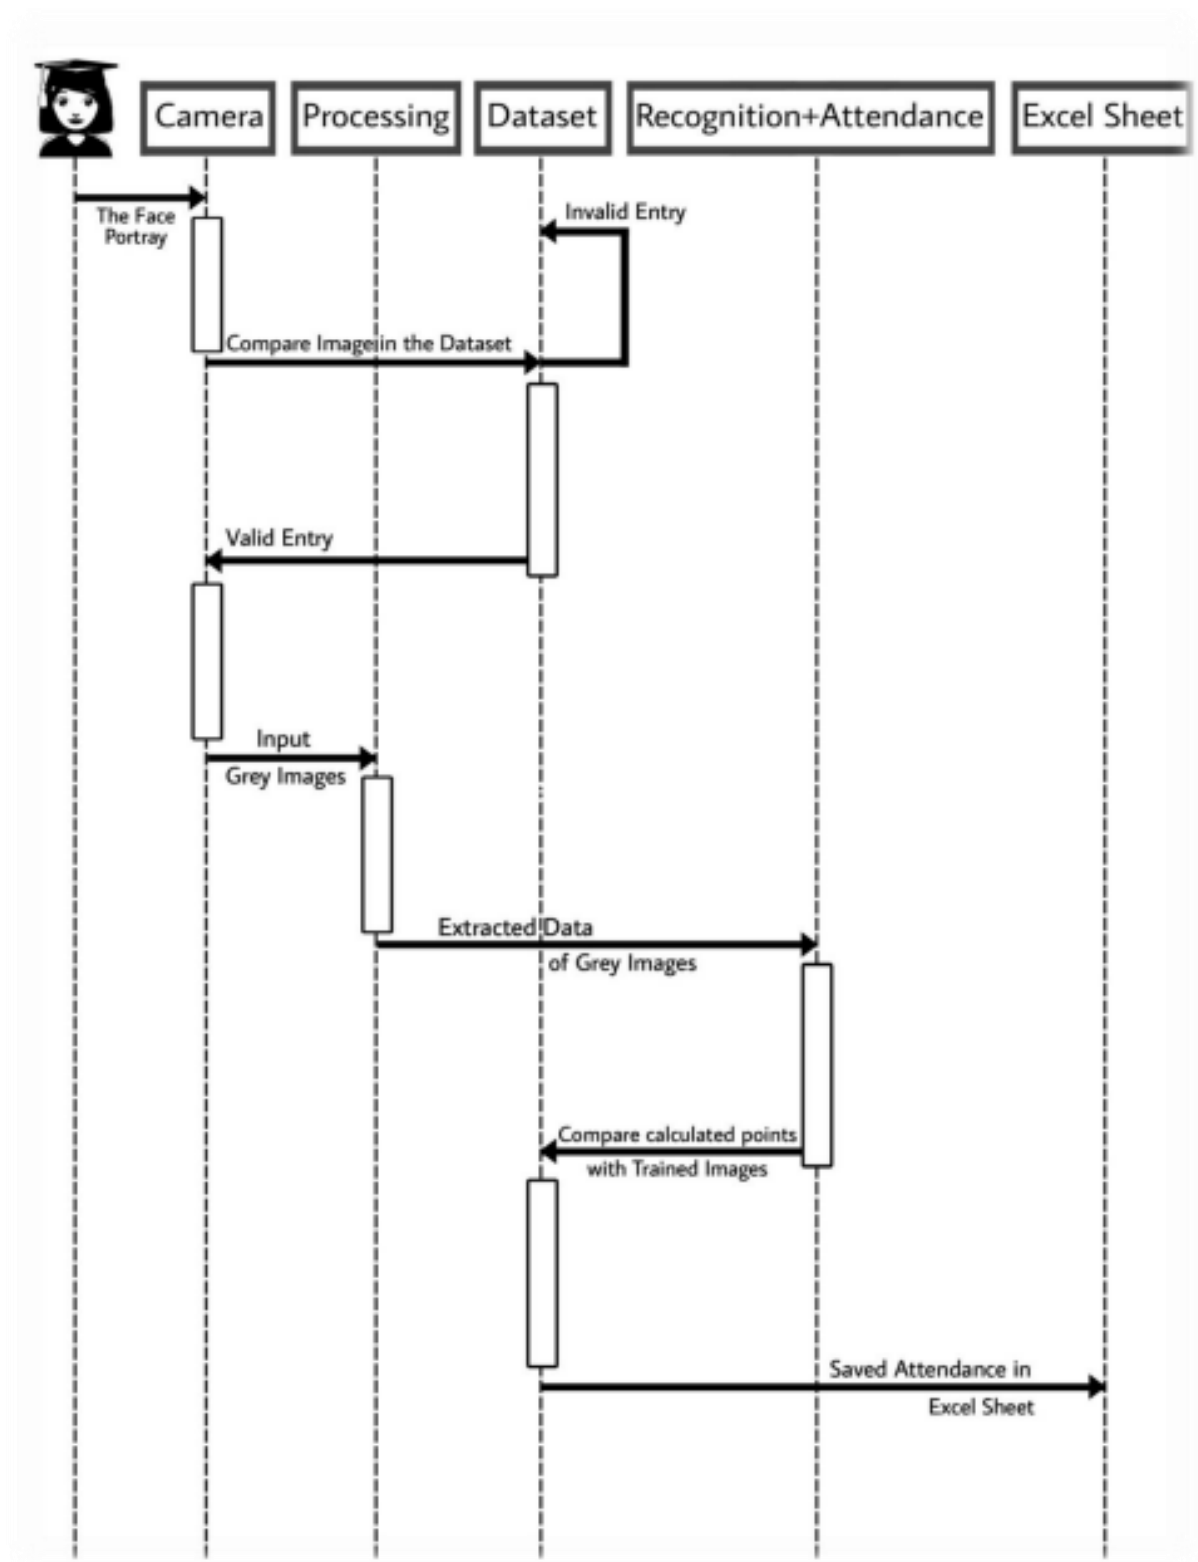 Camera
Processing
Dataset
Recognition+Attendance
Excel Sheet
The Face
Portray
Invalid Entry
Compare Image in the Dataset
Valid Entry
Input
Grey Images
Extracted Data
of Grey Images
Compare calculated points
with Trained Images
Saved Attendance in
Excel Sheet